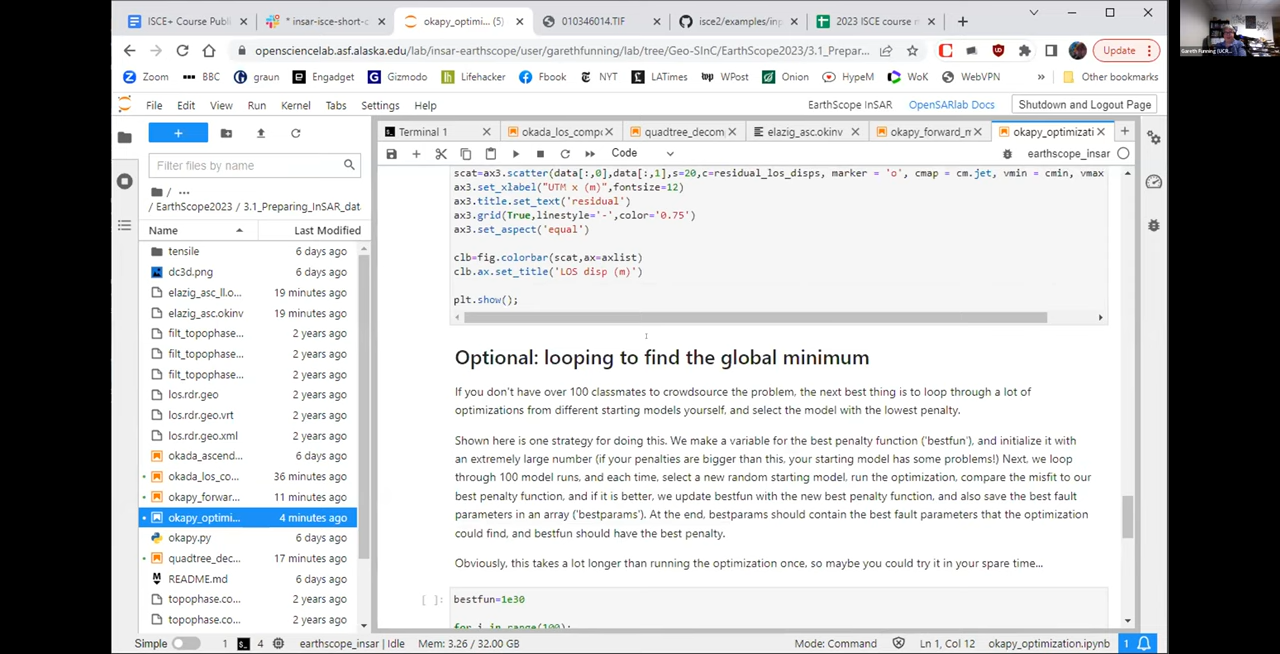 ISCE+ Course Publ
* insar-isce-short-c
okapy_optimi... (5)
010346014.TIF
isce2/examples/inp
2023 ISCE course m
opensciencelab.asf.alaska.edu/lab/insar-earthscope/user/garethfunning/lab/tree/Geo-SInC/EarthScope2023/3.1_Prepar...
Update
Zoom
BBC
graun
Engadget
Gizmodo
Lifehacker
Fbook
NYT
LATimes
WPost
Onion
HypeM
WoK
WebVPN
»
Other bookmarks
Gareth Funning (UCR...
File Edit View Run Kernel Tabs Settings Help
EarthScope InSAR OpenSARlab Docs Shutdown and Logout Page
Filter files by name
/ ...
/ EarthScope2023 / 3.1_Preparing_InSAR_dat
Name Last Modified
tensile 6 days ago
dc3d.png 6 days ago
elazig_asc_ll.o... 19 minutes ago
elazig_asc.okinv 19 minutes ago
filt_topophase... 2 years ago
filt_topophase... 2 years ago
filt_topophase... 2 years ago
los.rdr.geo 2 years ago
los.rdr.geo.vrt 2 years ago
los.rdr.geo.xml 2 years ago
okada_ascend... 6 days ago
okada_los_co... 36 minutes ago
okapy_forwar... 11 minutes ago
okapy_optimi... 4 minutes ago
okapy.py 6 days ago
quadtree_dec... 17 minutes ago
README.md 6 days ago
topophase.co... 2 years ago
topophase.co... 2 years ago
Terminal 1
okada_los_compc
quadtree_decom
elazig_asc.okinv
okapy_forward_m
okapy_optimizati
Code
earthscope_insar
scat=ax3.scatter(data[:,0],data[:,1],s=20,c=residual_los_disps, marker = 'o', cmap = cm.jet, vmin = cmin, vmax
ax3.set_xlabel("UTM x (m)",fontsize=12)
ax3.title.set_text('residual')
ax3.grid(True,linestyle='-',color='0.75')
ax3.set_aspect('equal')
clb=fig.colorbar(scat,ax=axlist)
clb.ax.set_title('LOS disp (m)')
plt.show();
Optional: looping to find the global minimum
If you don't have over 100 classmates to crowdsource the problem, the next best thing is to loop through a lot of
optimizations from different starting models yourself, and select the model with the lowest penalty.
Shown here is one strategy for doing this. We make a variable for the best penalty function ('bestfun'), and initialize it with
an extremely large number (if your penalties are bigger than this, your starting model has some problems!) Next, we loop
through 100 model runs, and each time, select a new random starting model, run the optimization, compare the misfit to our
best penalty function, and if it is better, we update bestfun with the new best penalty function, and also save the best fault
parameters in an array ('bestparams'). At the end, bestparams should contain the best fault parameters that the optimization
could find, and bestfun should have the best penalty.
Obviously, this takes a lot longer than running the optimization once, so maybe you could try it in your spare time...
[ ]: bestfun=1e30
for i in range(100):
Simple 1 4 earthscope_insar | Idle Mem: 3.26 / 32.00 GB Mode: Command Ln 1, Col 12 okapy_optimization.ipynb 1